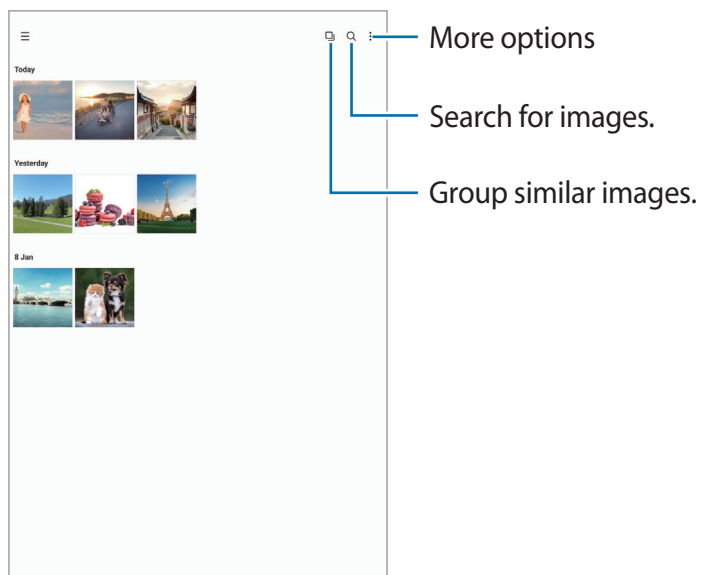 More options
Today
Search for images.
Yesterday
Group similar images.
8 Jan